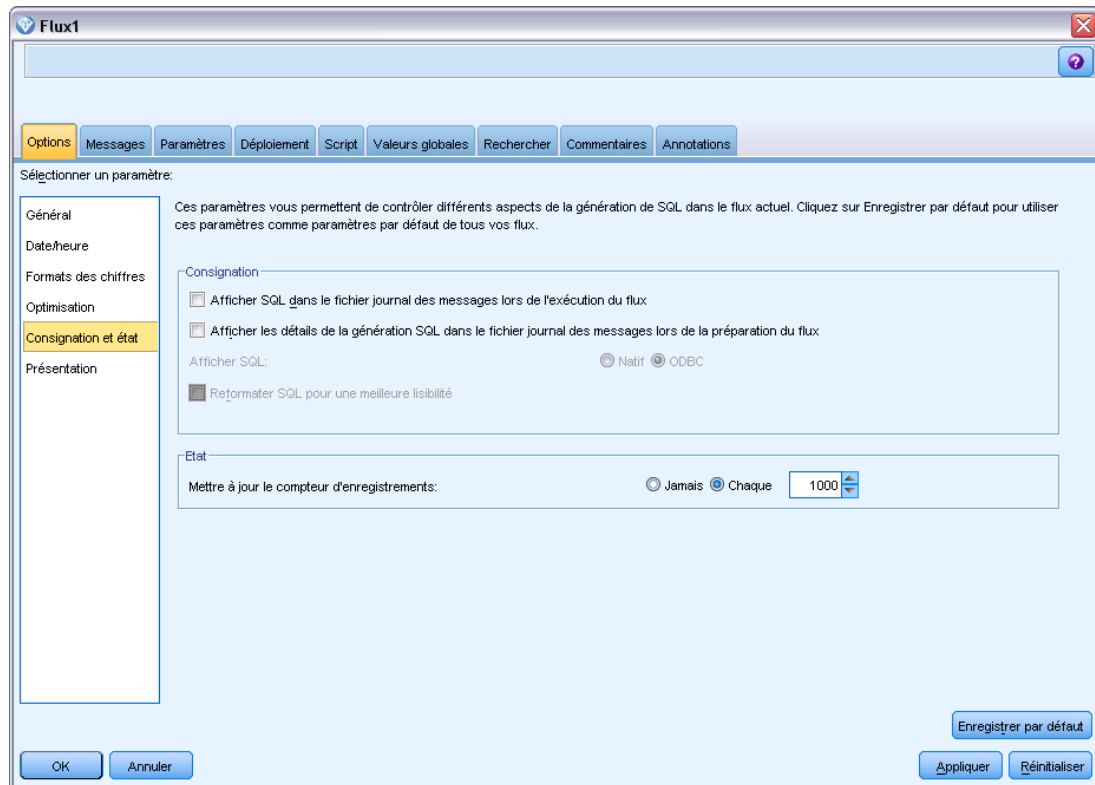 Flux1
Options Messages Paramètres Déploiement Script Valeurs globales Rechercher Commentaires Annotations
Sélectionner un paramètre:
Général
Date/heure
Formats des chiffres
Optimisation
Consignation et état
Présentation
Ces paramètres vous permettent de contrôler différents aspects de la génération de SQL dans le flux actuel. Cliquez sur Enregistrer par défaut pour utiliser
ces paramètres comme paramètres par défaut de tous vos flux.
Consignation
Afficher SQL dans le fichier journal des messages lors de l'exécution du flux
Afficher les détails de la génération SQL dans le fichier journal des messages lors de la préparation du flux
Afficher SQL: Natif ODBC
Reformater SQL pour une meilleure lisibilité
Etat
Mettre à jour le compteur d'enregistrements: Jamais Chaque 1000
Enregistrer par défaut
OK Annuler Appliquer Réinitialiser